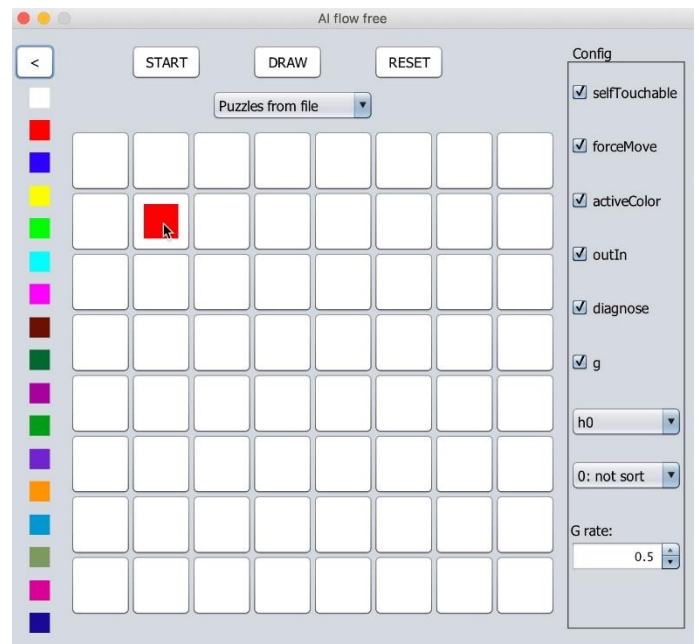 AI flow free
<
START
DRAW
RESET
Puzzles from file
Config
selfTouchable
forceMove
activeColor
outIn
diagnose
g
h0
0: not sort
G rate:
0.5